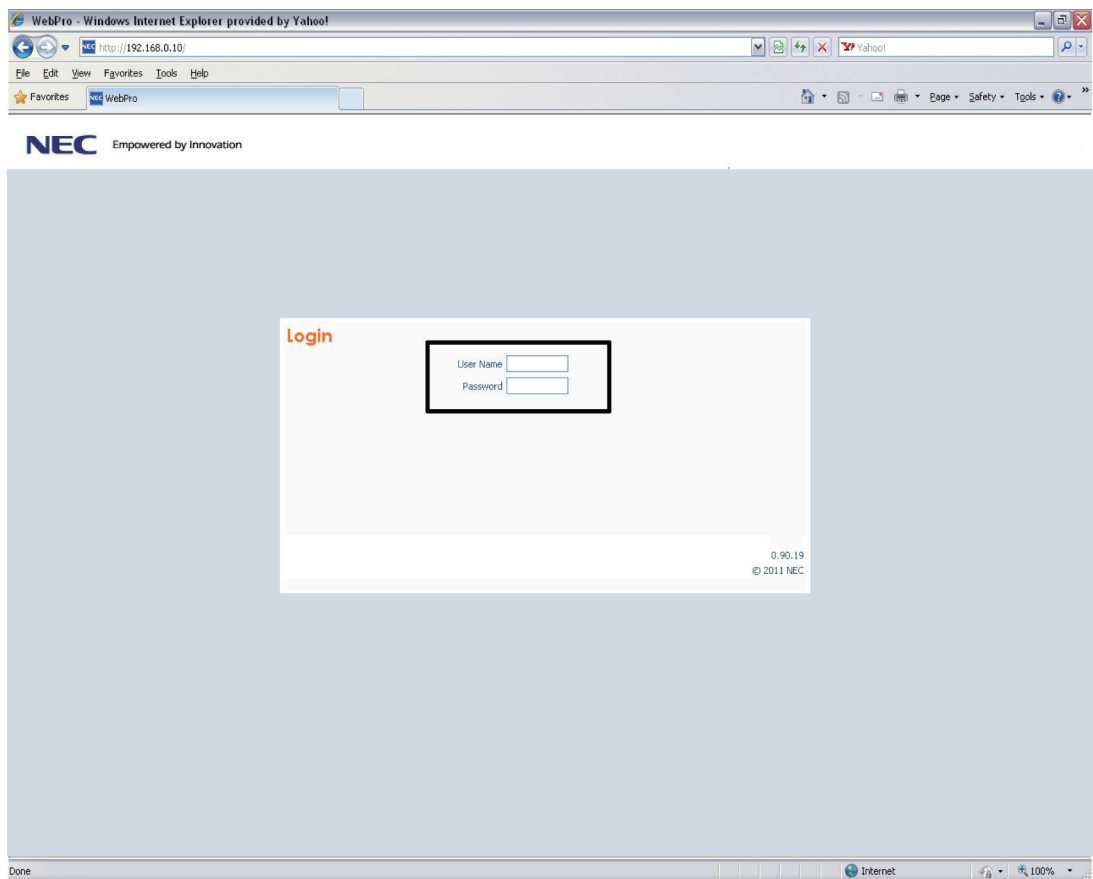 WebPro - Windows Internet Explorer provided by Yahoo!
NEC http://192.168.0.10/ Yahoo!
File Edit View Favorites Tools Help
Favorites NEC WebPro Page Safety Tools »
NEC Empowered by Innovation
Login
User Name
Password
0.90.19
© 2011 NEC
Done Internet 100%